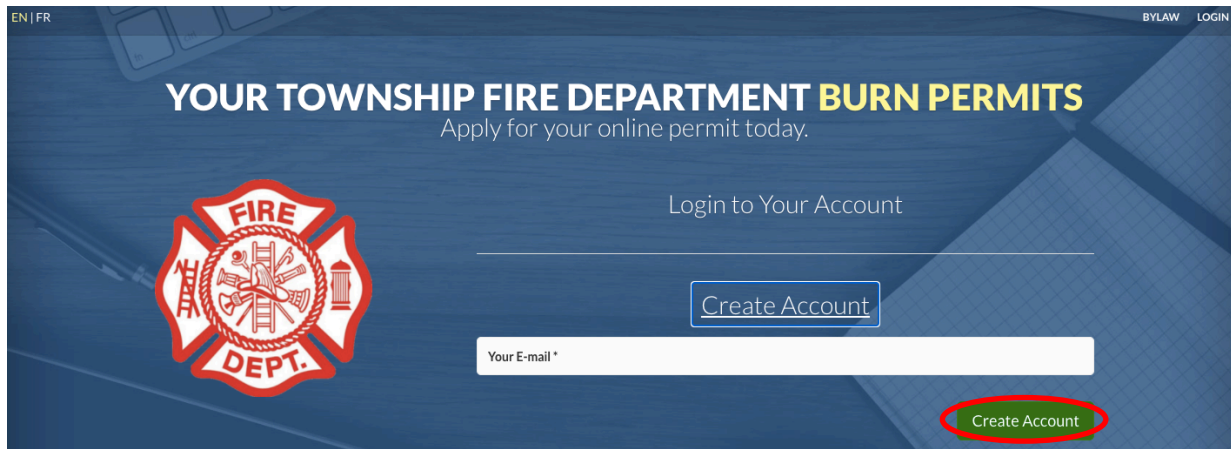 EN | FR
BYLAW LOGIN
YOUR TOWNSHIP FIRE DEPARTMENT BURN PERMITS
Apply for your online permit today.
FIRE
DEPT.
Login to Your Account
Create Account
Your E-mail *
Create Account